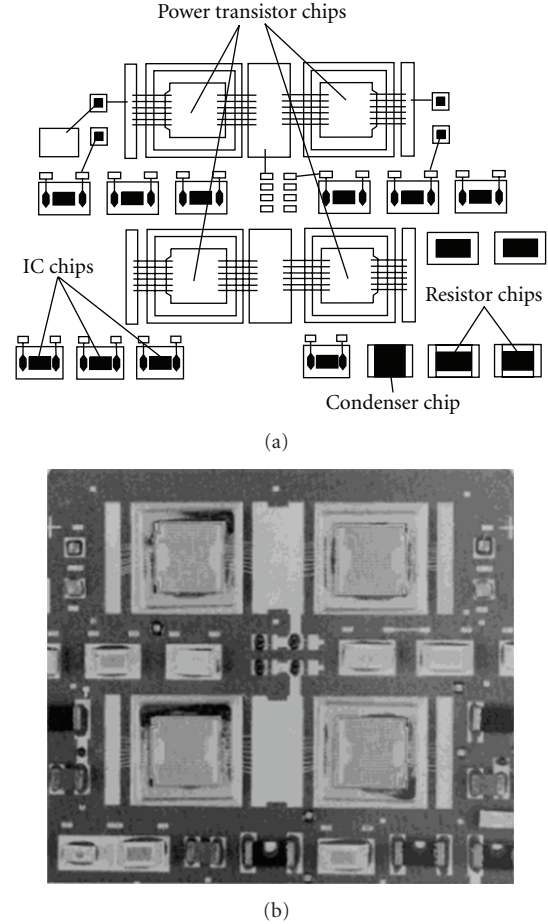 Power transistor chips
IC chips
Resistor chips
Condenser chip
(a)
(b)